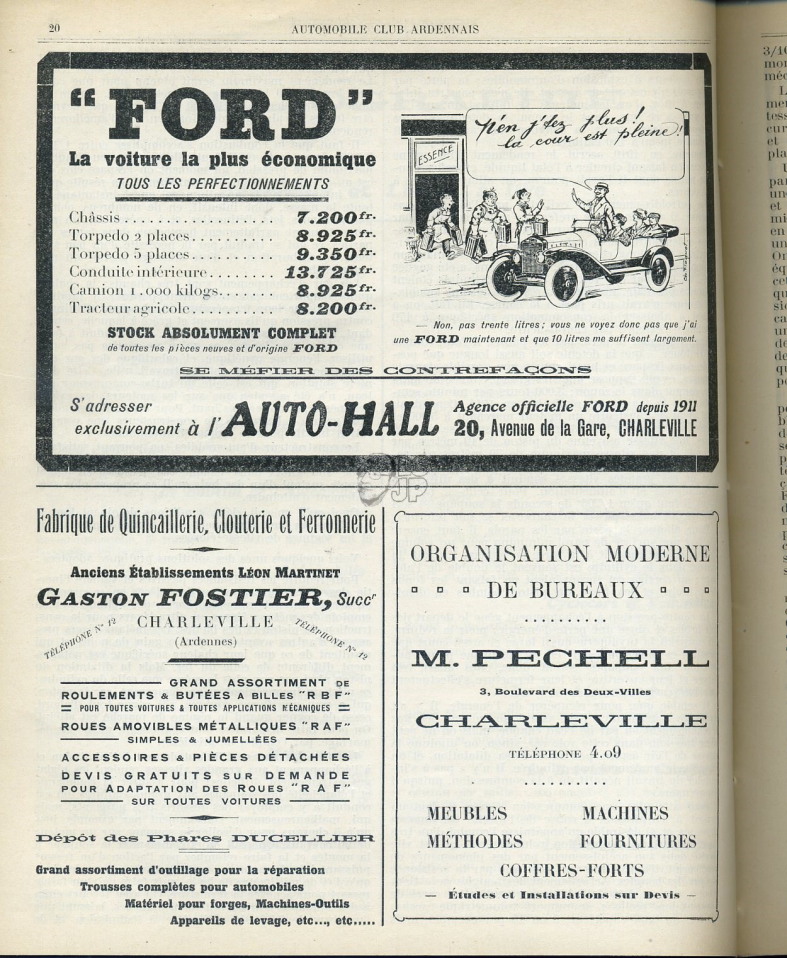 20
AUTOMOBILE CLUB ARDENNAIS
"FORD"
La voiture la plus économique
TOUS LES PERFECTIONNEMENTS
Châssis . . . . . . . . . . . . . . . . . 7.200 fr.
Torpedo 2 places . . . . . . . . . . 8.925 fr.
Torpedo 5 places . . . . . . . . . . 9.350 fr.
Conduite intérieure . . . . . . . . 13.725 fr.
Camion 1.000 kilogs . . . . . . . 8.925 fr.
Tracteur agricole . . . . . . . . . . 8.200 fr.
STOCK ABSOLUMENT COMPLET
de toutes les pièces neuves et d'origine FORD
ESSENCE
N'en j'tez plus!
la cour est pleine!
— Non, pas trente litres; vous ne voyez donc pas que j'ai
une FORD maintenant et que 10 litres me suffisent largement.
SE MÉFIER DES CONTREFAÇONS
S'adresser
exclusivement à l'AUTO-HALL
Agence officielle FORD depuis 1911
20, Avenue de la Gare, CHARLEVILLE
Fabrique de Quincaillerie, Clouterie et Ferronnerie
Anciens Établissements LÉON MARTINET
GASTON FOSTIER, Succr
CHARLEVILLE
(Ardennes)
TÉLÉPHONE N° 12
TÉLÉPHONE N° 12
GRAND ASSORTIMENT DE
ROULEMENTS & BUTÉES A BILLES "RBF"
POUR TOUTES VOITURES & TOUTES APPLICATIONS MÉCANIQUES
ROUES AMOVIBLES MÉTALLIQUES "RAF"
SIMPLES & JUMELLÉES
ACCESSOIRES & PIÈCES DÉTACHÉES
DEVIS GRATUITS SUR DEMANDE
POUR ADAPTATION DES ROUES "RAF"
SUR TOUTES VOITURES
Dépôt des Phares DUCELLIER
Grand assortiment d'outillage pour la réparation
Trousses complètes pour automobiles
Matériel pour forges, Machines-Outils
Appareils de levage, etc..., etc.....
ORGANISATION MODERNE
DE BUREAUX
M. PECHELL
3, Boulevard des Deux-Villes
CHARLEVILLE
TÉLÉPHONE 4.09
MEUBLES MACHINES
MÉTHODES FOURNITURES
COFFRES-FORTS
— Études et Installations sur Devis —
JP